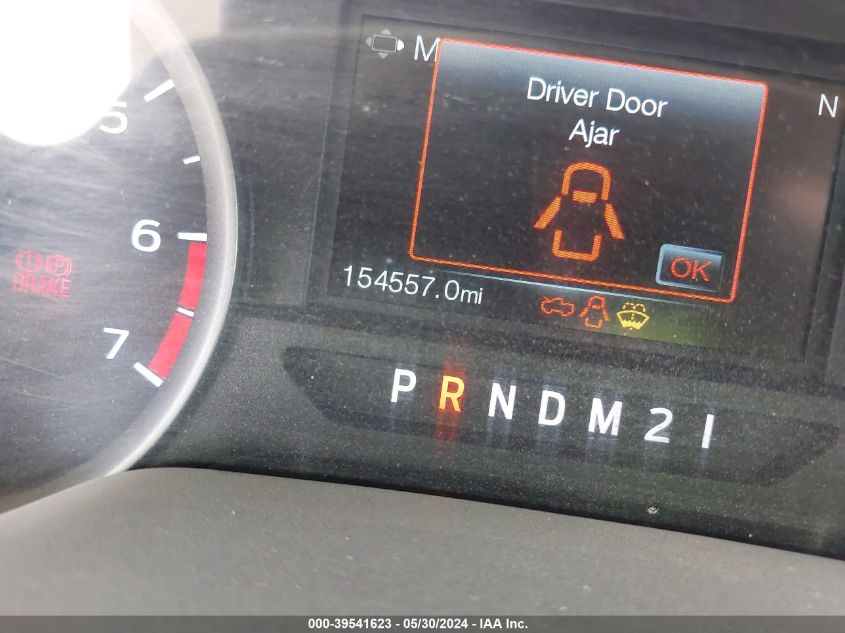 M
N
Driver Door
Ajar
OK
154557.0mi
5
6
7
BRAKE
P R N D M 2 1
000-39541623 - 05/30/2024 - IAA Inc.